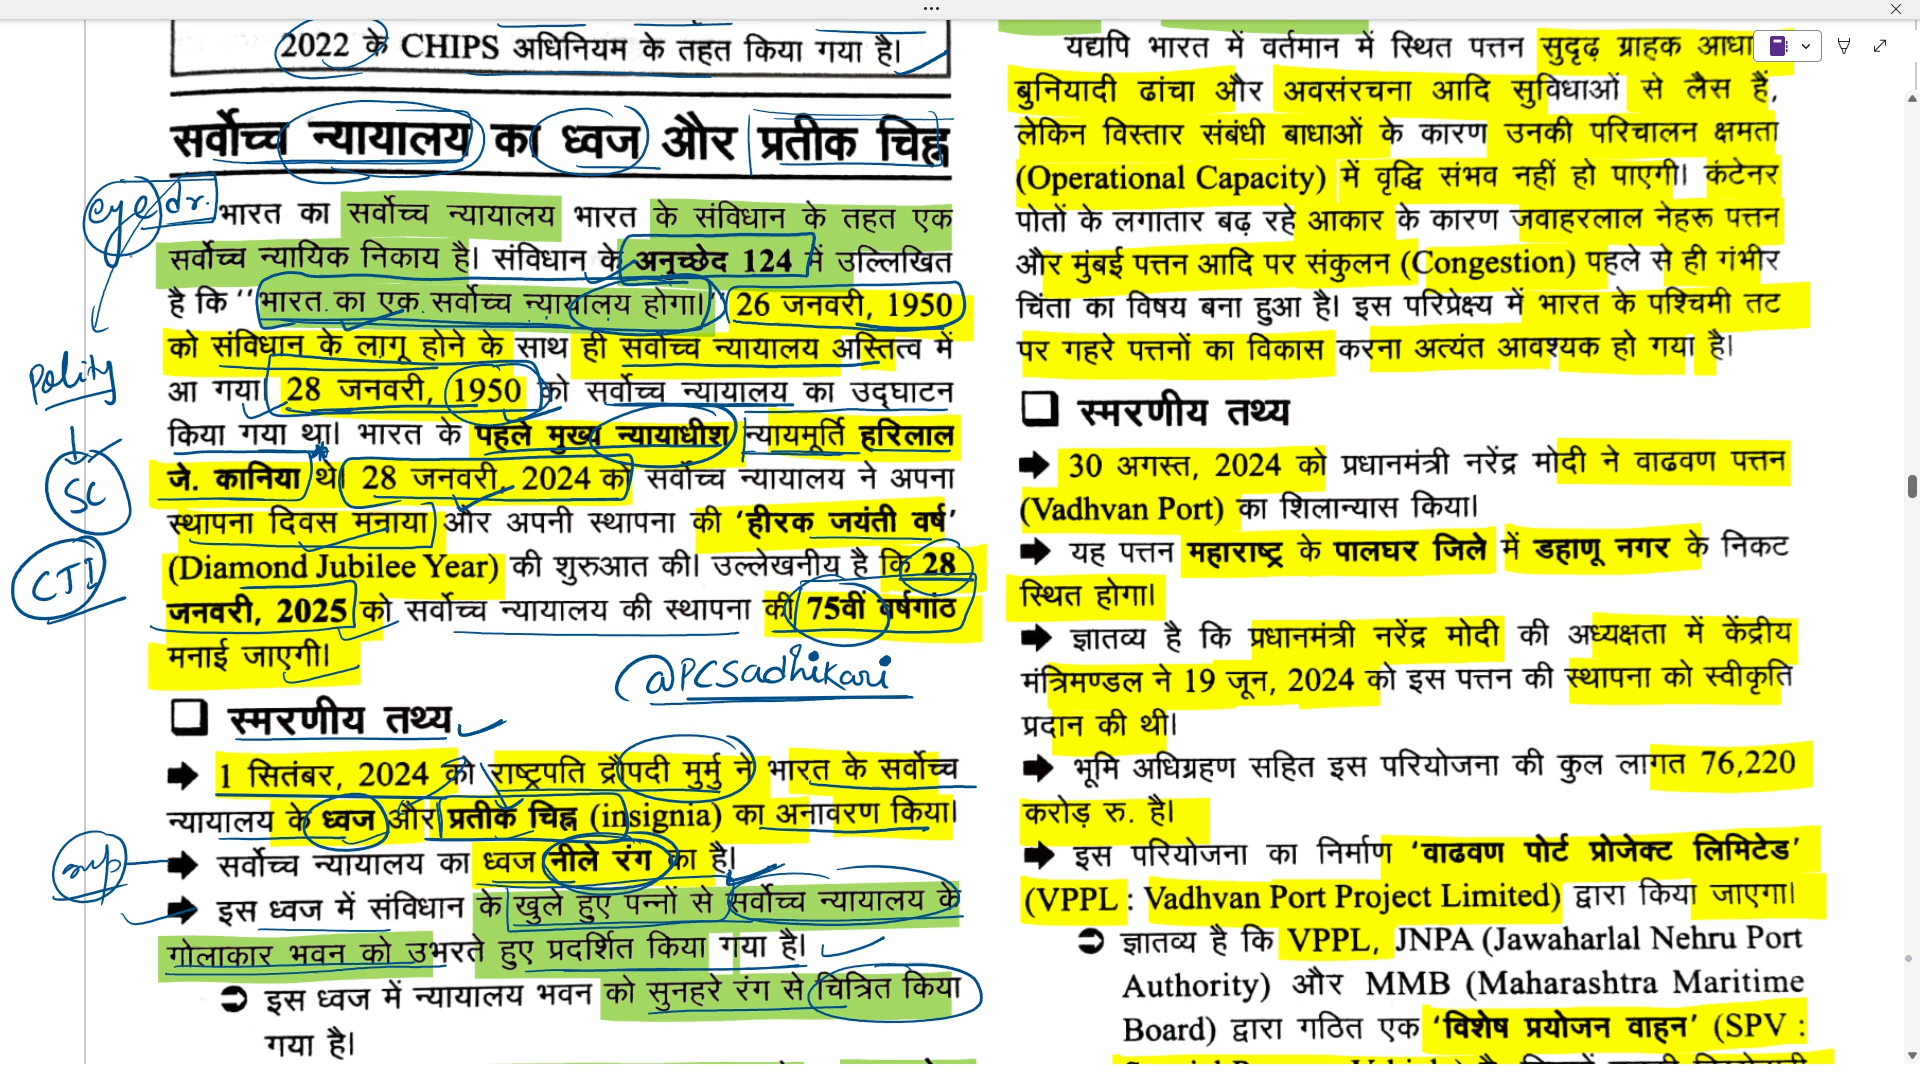 2022 के CHIPS अधिनियम के तहत किया गया है।
सर्वोच्च न्यायालय का ध्वज और प्रतीक चिह्न
eye dr.
भारत का सर्वोच्च न्यायालय भारत के संविधान के तहत एक
सर्वोच्च न्यायिक निकाय है। संविधान के अनुच्छेद 124 में उल्लिखित
है कि ''भारत का एक सर्वोच्च न्यायालय होगा।'' 26 जनवरी, 1950
को संविधान के लागू होने के साथ ही सर्वोच्च न्यायालय अस्तित्व में
आ गया। 28 जनवरी, 1950 को सर्वोच्च न्यायालय का उद्घाटन
किया गया था। भारत के पहले मुख्य न्यायाधीश न्यायमूर्ति हरिलाल
जे. कानिया थे। 28 जनवरी, 2024 को सर्वोच्च न्यायालय ने अपना
स्थापना दिवस मनाया और अपनी स्थापना की 'हीरक जयंती वर्ष'
(Diamond Jubilee Year) की शुरुआत की। उल्लेखनीय है कि 28
जनवरी, 2025 को सर्वोच्च न्यायालय की स्थापना की 75वीं वर्षगांठ
मनाई जाएगी।
Polity
SC
CJI
@PCSadhikari
स्मरणीय तथ्य
1 सितंबर, 2024 को राष्ट्रपति द्रौपदी मुर्मु ने भारत के सर्वोच्च
न्यायालय के ध्वज और प्रतीक चिह्न (insignia) का अनावरण किया।
सर्वोच्च न्यायालय का ध्वज नीले रंग का है।
इस ध्वज में संविधान के खुले हुए पन्नों से सर्वोच्च न्यायालय के
गोलाकार भवन को उभरते हुए प्रदर्शित किया गया है।
इस ध्वज में न्यायालय भवन को सुनहरे रंग से चित्रित किया
गया है।
यद्यपि भारत में वर्तमान में स्थित पत्तन सुदृढ़ ग्राहक
बुनियादी ढांचा और अवसंरचना आदि सुविधाओं से लैस हैं,
लेकिन विस्तार संबंधी बाधाओं के कारण उनकी परिचालन क्षमता
(Operational Capacity) में वृद्धि संभव नहीं हो पाएगी। कंटेनर
पोतों के लगातार बढ़ रहे आकार के कारण जवाहरलाल नेहरू पत्तन
और मुंबई पत्तन आदि पर संकुलन (Congestion) पहले से ही गंभीर
चिंता का विषय बना हुआ है। इस परिप्रेक्ष्य में भारत के पश्चिमी तट
पर गहरे पत्तनों का विकास करना अत्यंत आवश्यक हो गया है।
स्मरणीय तथ्य
30 अगस्त, 2024 को प्रधानमंत्री नरेंद्र मोदी ने वाढवण पत्तन
(Vadhvan Port) का शिलान्यास किया।
यह पत्तन महाराष्ट्र के पालघर जिले में डहाणू नगर के निकट
स्थित होगा।
ज्ञातव्य है कि प्रधानमंत्री नरेंद्र मोदी की अध्यक्षता में केंद्रीय
मंत्रिमण्डल ने 19 जून, 2024 को इस पत्तन की स्थापना को स्वीकृति
प्रदान की थी।
भूमि अधिग्रहण सहित इस परियोजना की कुल लागत 76,220
करोड़ रु. है।
इस परियोजना का निर्माण 'वाढवण पोर्ट प्रोजेक्ट लिमिटेड'
(VPPL : Vadhvan Port Project Limited) द्वारा किया जाएगा।
ज्ञातव्य है कि VPPL, JNPA (Jawaharlal Nehru Port
Authority) और MMB (Maharashtra Maritime
Board) द्वारा गठित एक 'विशेष प्रयोजन वाहन' (SPV :